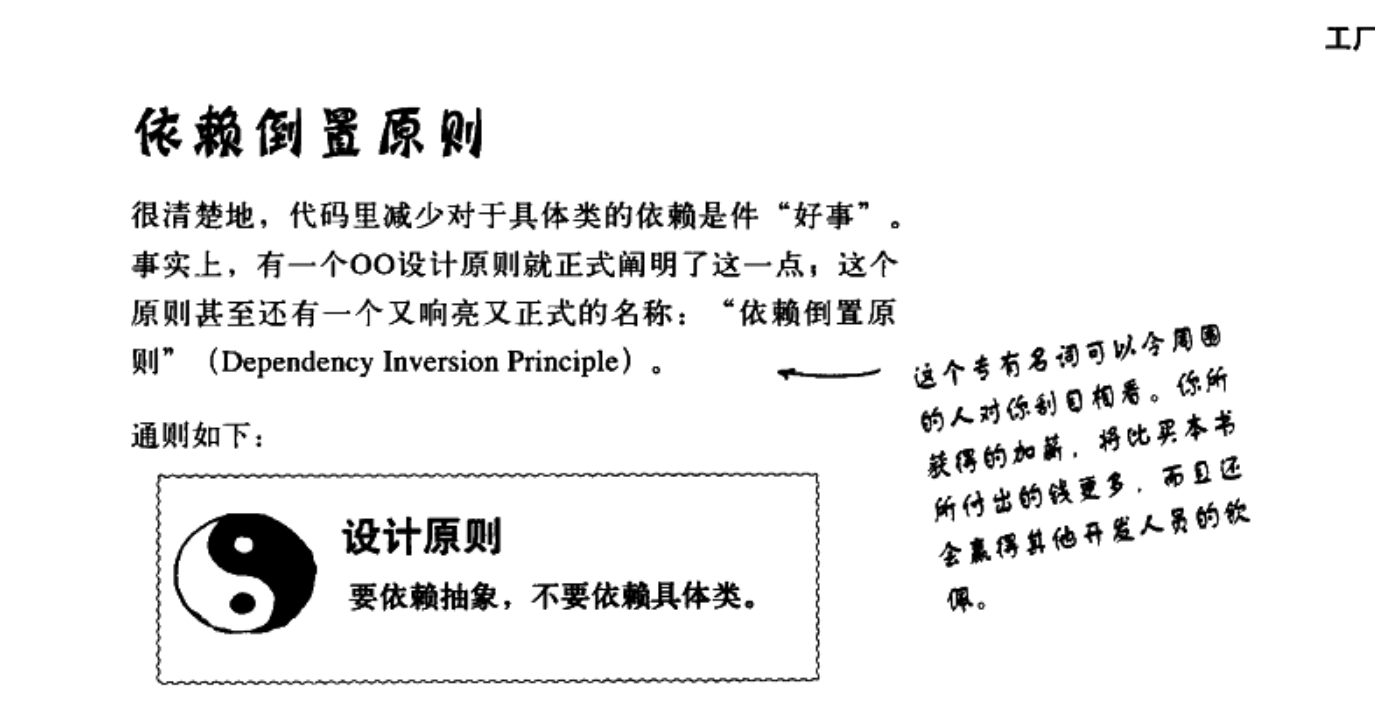 工厂
依赖倒置原则
很清楚地，代码里减少对于具体类的依赖是件“好事”。
事实上，有一个OO设计原则就正式阐明了这一点；这个
原则甚至还有一个又响亮又正式的名称：“依赖倒置原
则”（Dependency Inversion Principle）。
这个专有名词可以令周围
的人对你刮目相看。你所
获得的加薪，将比买本书
所付出的钱更多，而且还
会赢得其他开发人员的钦
佩。
通则如下：
设计原则
要依赖抽象，不要依赖具体类。